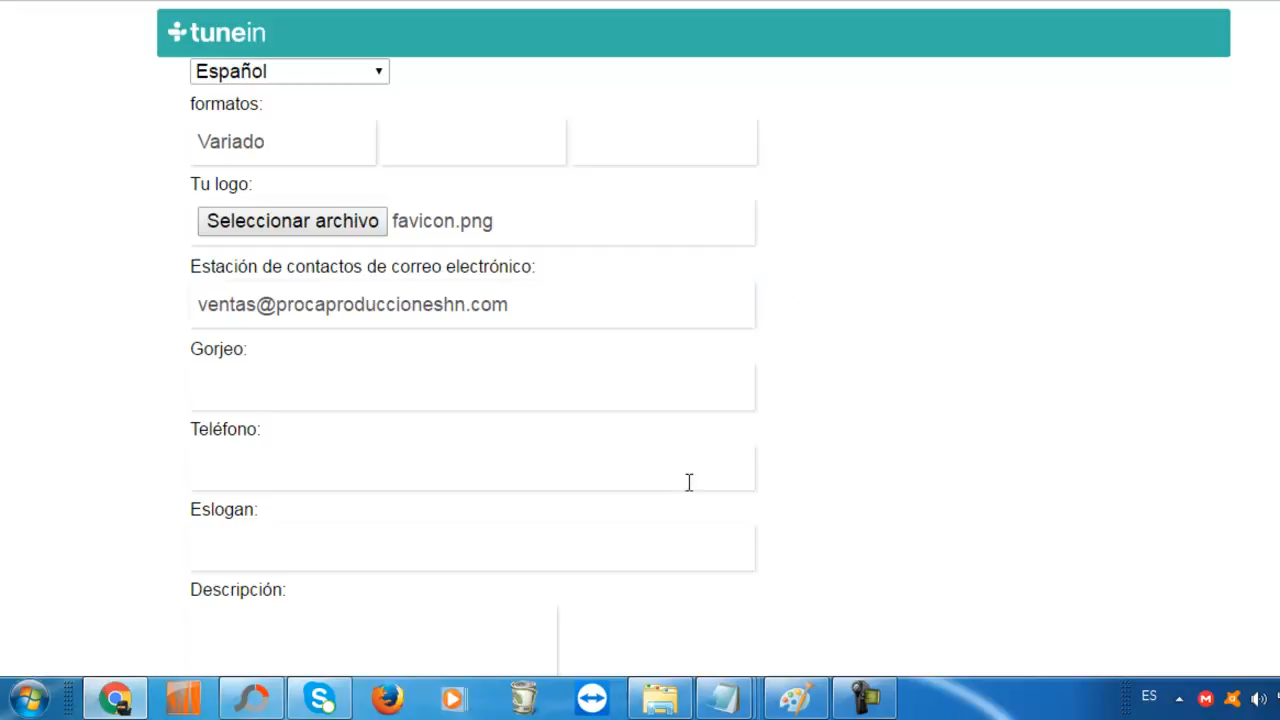 tunein
Español
formatos:
Variado
Tu logo:
Seleccionar archivo favicon.png
Estación de contactos de correo electrónico:
ventas@procaproduccioneshn.com
Gorjeo:
Teléfono:
Eslogan:
Descripción:
ES